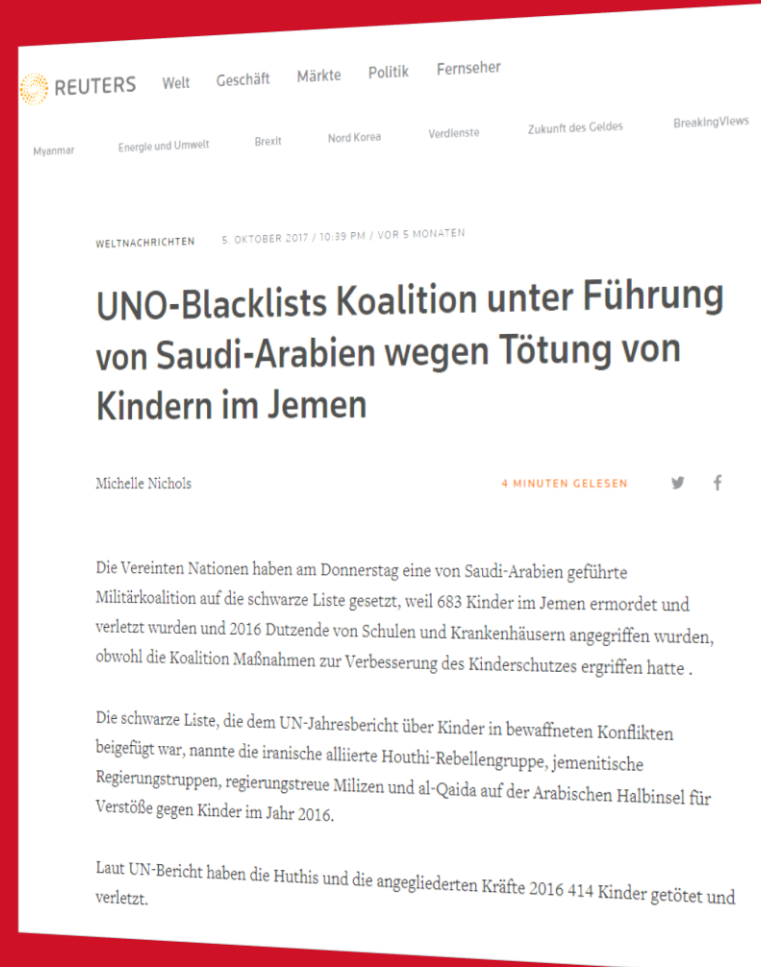 REUTERS Welt Geschäft Märkte Politik Fernseher
Myanmar Energie und Umwelt Brexit Nord Korea Verdienste Zukunft des Geldes BreakingViews
WELTNACHRICHTEN 5. OKTOBER 2017 / 10:39 PM / VOR 5 MONATEN
UNO-Blacklists Koalition unter Führung
von Saudi-Arabien wegen Tötung von
Kindern im Jemen
Michelle Nichols 4 MINUTEN GELESEN
Die Vereinten Nationen haben am Donnerstag eine von Saudi-Arabien geführte
Militärkoalition auf die schwarze Liste gesetzt, weil 683 Kinder im Jemen ermordet und
verletzt wurden und 2016 Dutzende von Schulen und Krankenhäusern angegriffen wurden,
obwohl die Koalition Maßnahmen zur Verbesserung des Kinderschutzes ergriffen hatte .
Die schwarze Liste, die dem UN-Jahresbericht über Kinder in bewaffneten Konflikten
beigefügt war, nannte die iranische alliierte Houthi-Rebellengruppe, jemenitische
Regierungstruppen, regierungstreue Milizen und al-Qaida auf der Arabischen Halbinsel für
Verstöße gegen Kinder im Jahr 2016.
Laut UN-Bericht haben die Huthis und die angegliederten Kräfte 2016 414 Kinder getötet und
verletzt.